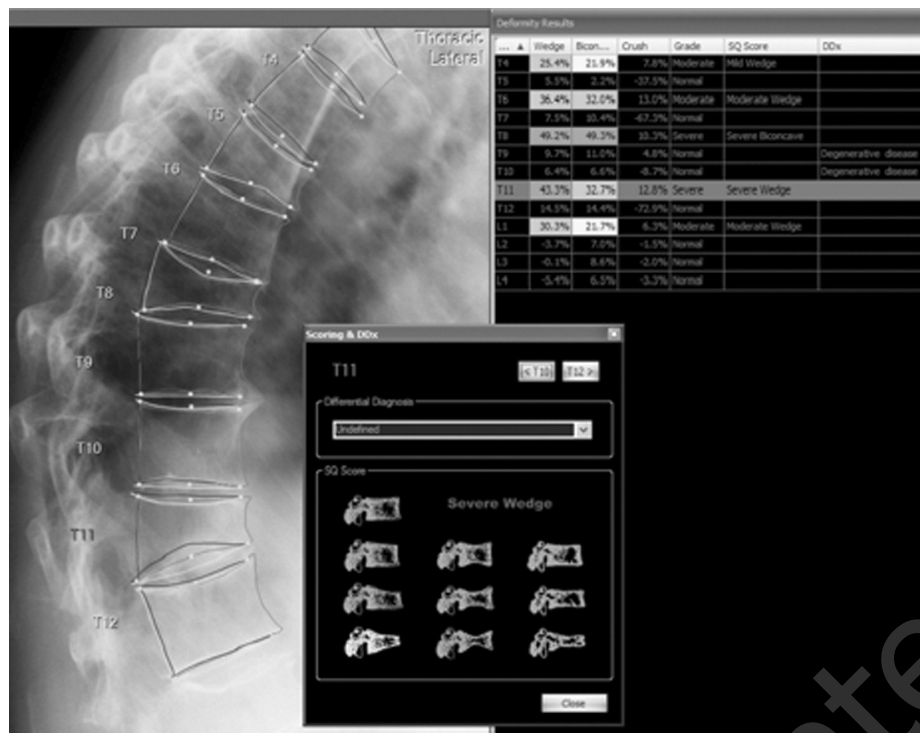 Thoracic
Lateral
T4
T5
T6
T7
T8
T9
T10
T11
T12
Deformity Results
... ▲ Wedge Bicon... Crush Grade SQ Score DDx
T4 25.4% 21.9% 7.8% Moderate Mild Wedge
T5 5.5% 2.2% -37.5% Normal
T6 36.4% 32.0% 13.0% Moderate Moderate Wedge
T7 7.5% 10.4% -67.3% Normal
T8 49.2% 49.3% 10.3% Severe Severe Biconcave
T9 9.7% 11.0% 4.8% Normal Degenerative disease
T10 6.4% 6.6% -8.7% Normal Degenerative disease
T11 43.3% 32.7% 12.8% Severe Severe Wedge
T12 14.5% 14.4% -72.9% Normal
L1 30.3% 21.7% 6.3% Moderate Moderate Wedge
L2 -3.7% 7.0% -1.5% Normal
L3 -0.1% 8.6% -2.0% Normal
L4 -5.4% 6.5% -3.3% Normal
Scoring & DDx
T11
< T10 T12 >
Differential Diagnosis
Undefined
SQ Score
Severe Wedge
Close